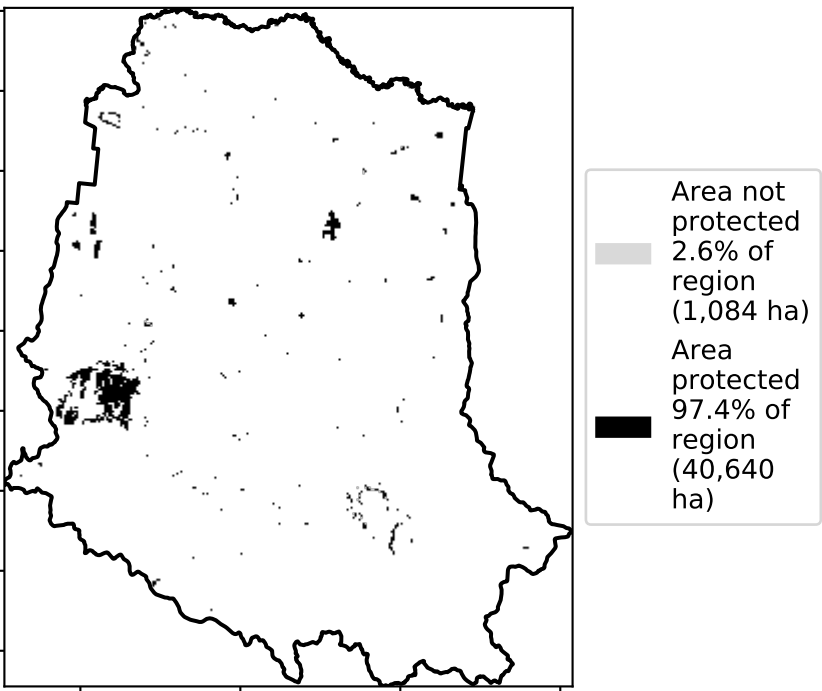 Area not
protected
2.6% of
region
(1,084 ha)
Area
protected
97.4% of
region
(40,640
ha)